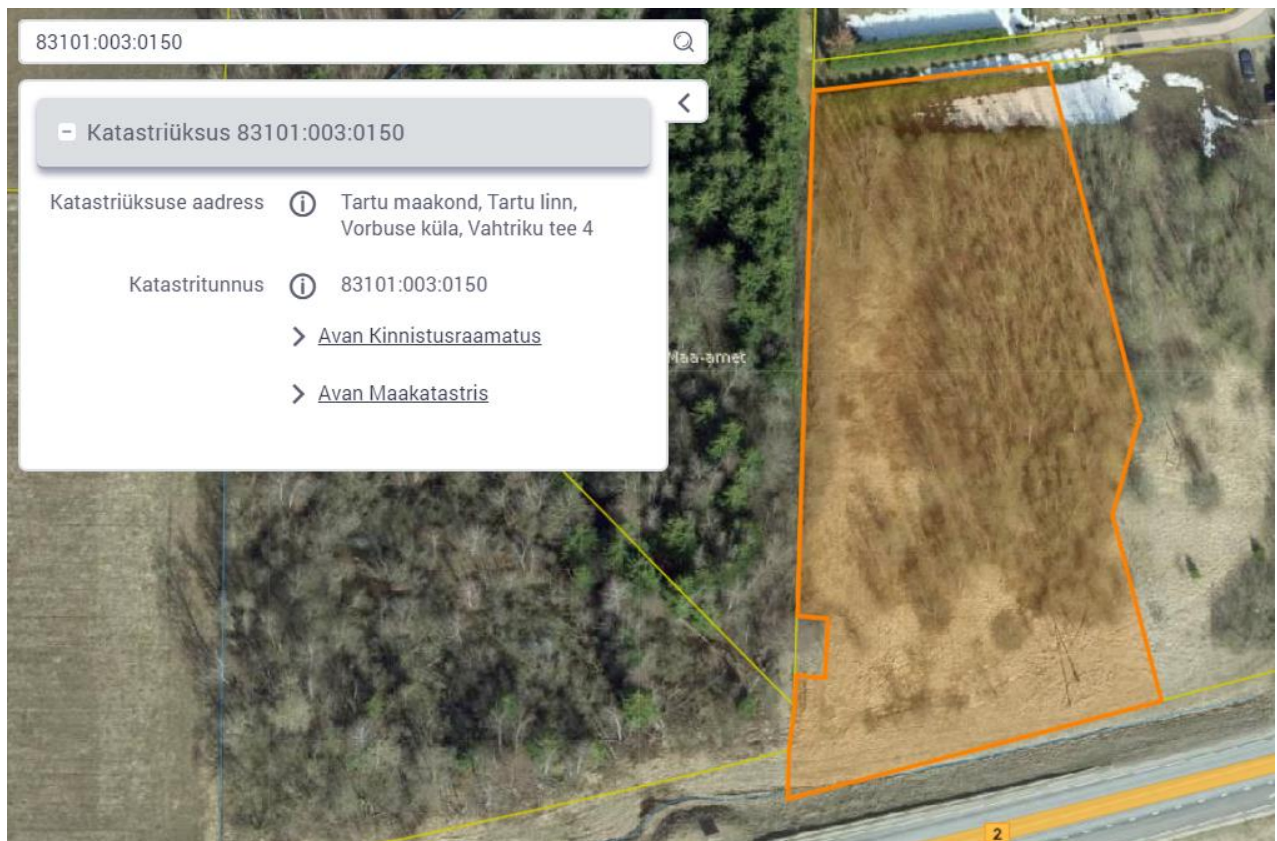 83101:003:0150
Katastriüksus 83101:003:0150
Katastriüksuse aadress
Tartu maakond, Tartu linn,
Vorbuse küla, Vahtriku tee 4
Katastritunnus
83101:003:0150
Avan Kinnistusraamatus
Avan Maakatastris
Maa-amet
2